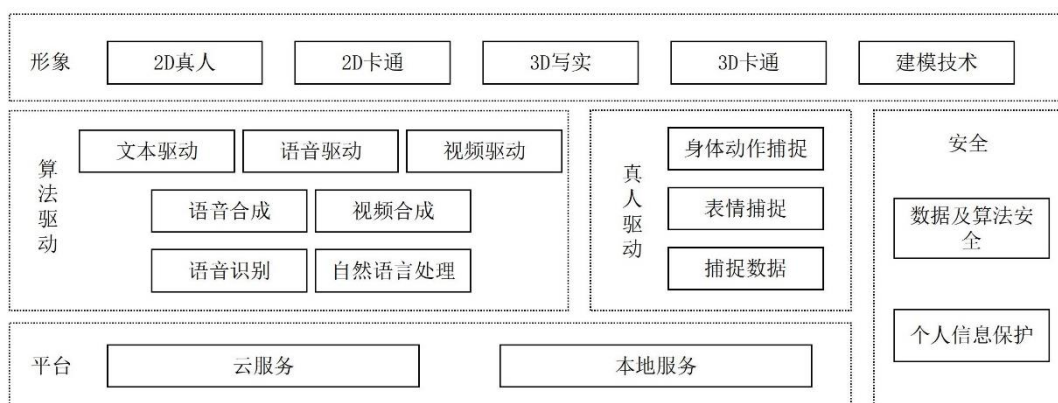 形象
2D真人
2D卡通
3D写实
3D卡通
建模技术
算法驱动
文本驱动
语音驱动
视频驱动
语音合成
视频合成
语音识别
自然语言处理
真人驱动
身体动作捕捉
表情捕捉
捕捉数据
安全
数据及算法安
全
个人信息保护
平台
云服务
本地服务